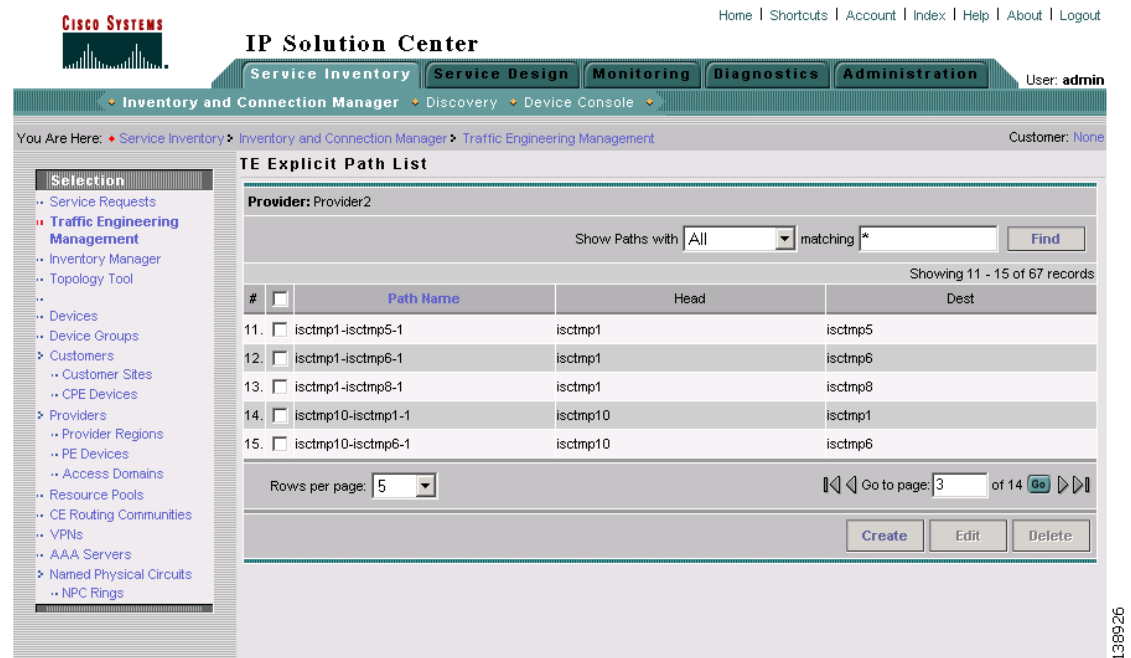 Home | Shortcuts | Account | Index | Help | About | Logout
CISCO SYSTEMS
IP Solution Center
Service Inventory Service Design Monitoring Diagnostics Administration
User: admin
Inventory and Connection Manager Discovery Device Console
You Are Here: Service Inventory Inventory and Connection Manager Traffic Engineering Management
Customer: None
Selection
Service Requests
Traffic Engineering
Management
Inventory Manager
Topology Tool
Devices
Device Groups
Customers
Customer Sites
CPE Devices
Providers
Provider Regions
PE Devices
Access Domains
Resource Pools
CE Routing Communities
VPNs
AAA Servers
Named Physical Circuits
NPC Rings
TE Explicit Path List
Provider: Provider2
Show Paths with All matching * Find
Showing 11 - 15 of 67 records
# Path Name Head Dest
11. isctmp1-isctmp5-1 isctmp1 isctmp5
12. isctmp1-isctmp6-1 isctmp1 isctmp6
13. isctmp1-isctmp8-1 isctmp1 isctmp8
14. isctmp10-isctmp1-1 isctmp10 isctmp1
15. isctmp10-isctmp6-1 isctmp10 isctmp6
Rows per page: 5
Go to page: 3 of 14 Go
Create Edit Delete
138926